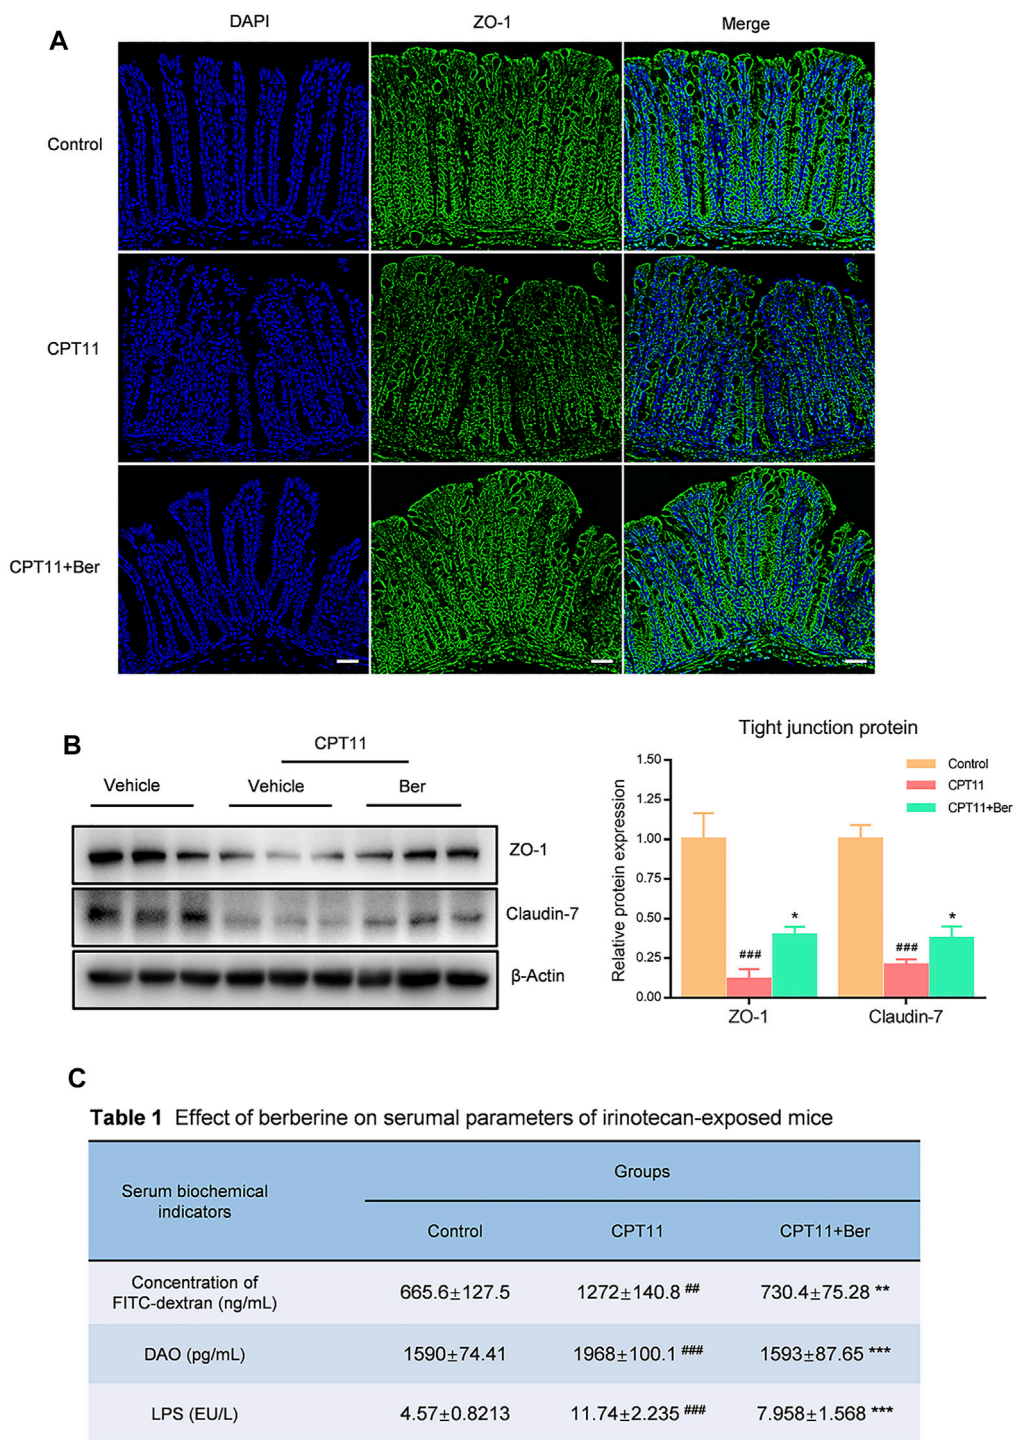 A
DAPI
ZO-1
Merge
Control
CPT11
CPT11+Ber
B
CPT11
Vehicle
Vehicle
Ber
ZO-1
Claudin-7
β-Actin
Tight junction protein
Relative protein expression
1.50
1.25
1.00
0.75
0.50
0.25
0.00
Control
CPT11
CPT11+Ber
###
*
###
*
ZO-1
Claudin-7
C
Table 1 Effect of berberine on serumal parameters of irinotecan-exposed mice
Serum biochemical
indicators
Groups
Control
CPT11
CPT11+Ber
Concentration of
FITC-dextran (ng/mL)
665.6±127.5
1272±140.8 ##
730.4±75.28 **
DAO (pg/mL)
1590±74.41
1968±100.1 ###
1593±87.65 ***
LPS (EU/L)
4.57±0.8213
11.74±2.235 ###
7.958±1.568 ***